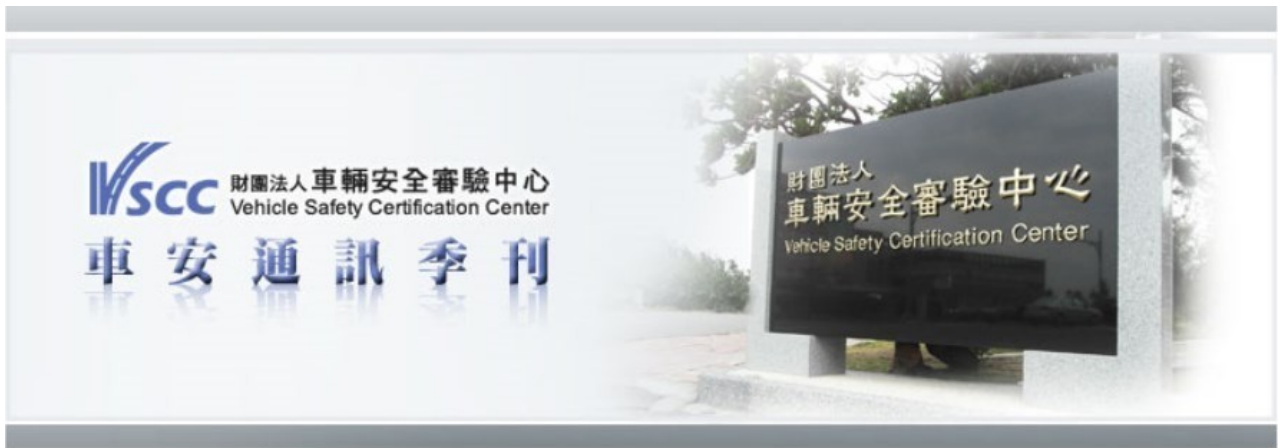 VSCC 財團法人車輛安全審驗中心
Vehicle Safety Certification Center
車安通訊季刊
財團法人
車輛安全審驗中心
Vehicle Safety Certification Center